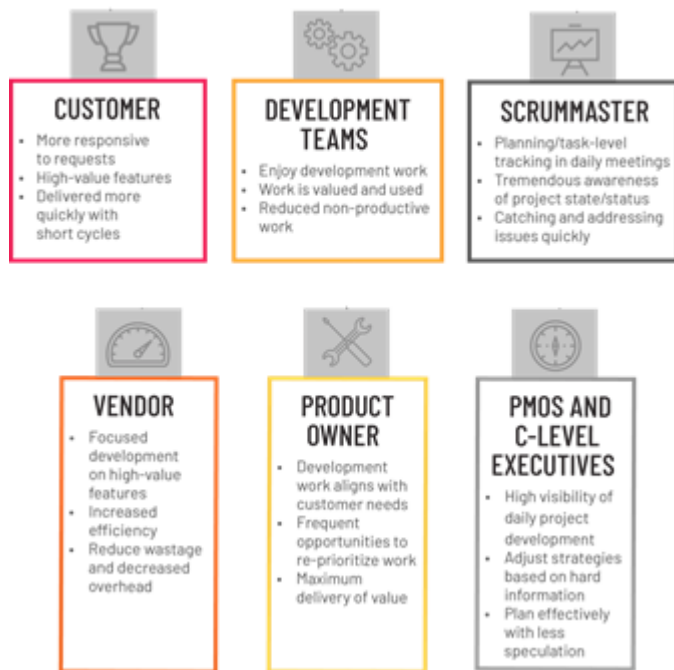 CUSTOMER
• More responsive
to requests
• High-value features
• Delivered more
quickly with
short cycles
DEVELOPMENT
TEAMS
• Enjoy development work
• Work is valued and used
• Reduced non-productive
work
SCRUMMASTER
• Planning/task-level
tracking in daily meetings
• Tremendous awareness
of project state/status
• Catching and addressing
issues quickly
VENDOR
• Focused
development
on high-value
features
• Increased
efficiency
• Reduce wastage
and decreased
overhead
PRODUCT
OWNER
• Development
work aligns with
customer needs
• Frequent
opportunities to
re-prioritize work
• Maximum
delivery of value
PMOS AND
C-LEVEL
EXECUTIVES
• High visibility of
daily project
development
• Adjust strategies
based on hard
information
• Plan effectively
with less
speculation